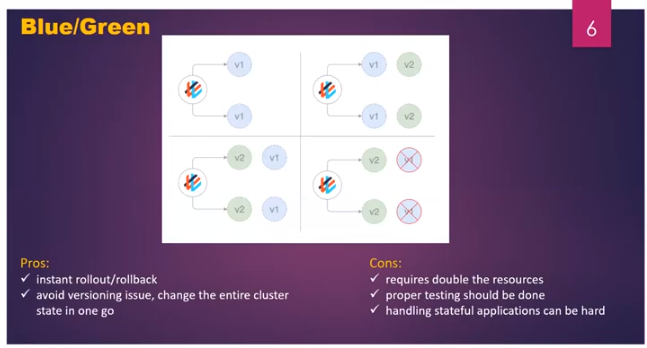 Blue/Green
6
v1
v1
v2
v1
v1
v2
v2
v1
v2
v1
v2
v1
v2
v1
Pros:
instant rollout/rollback
avoid versioning issue, change the entire cluster
state in one go
Cons:
requires double the resources
proper testing should be done
handling stateful applications can be hard